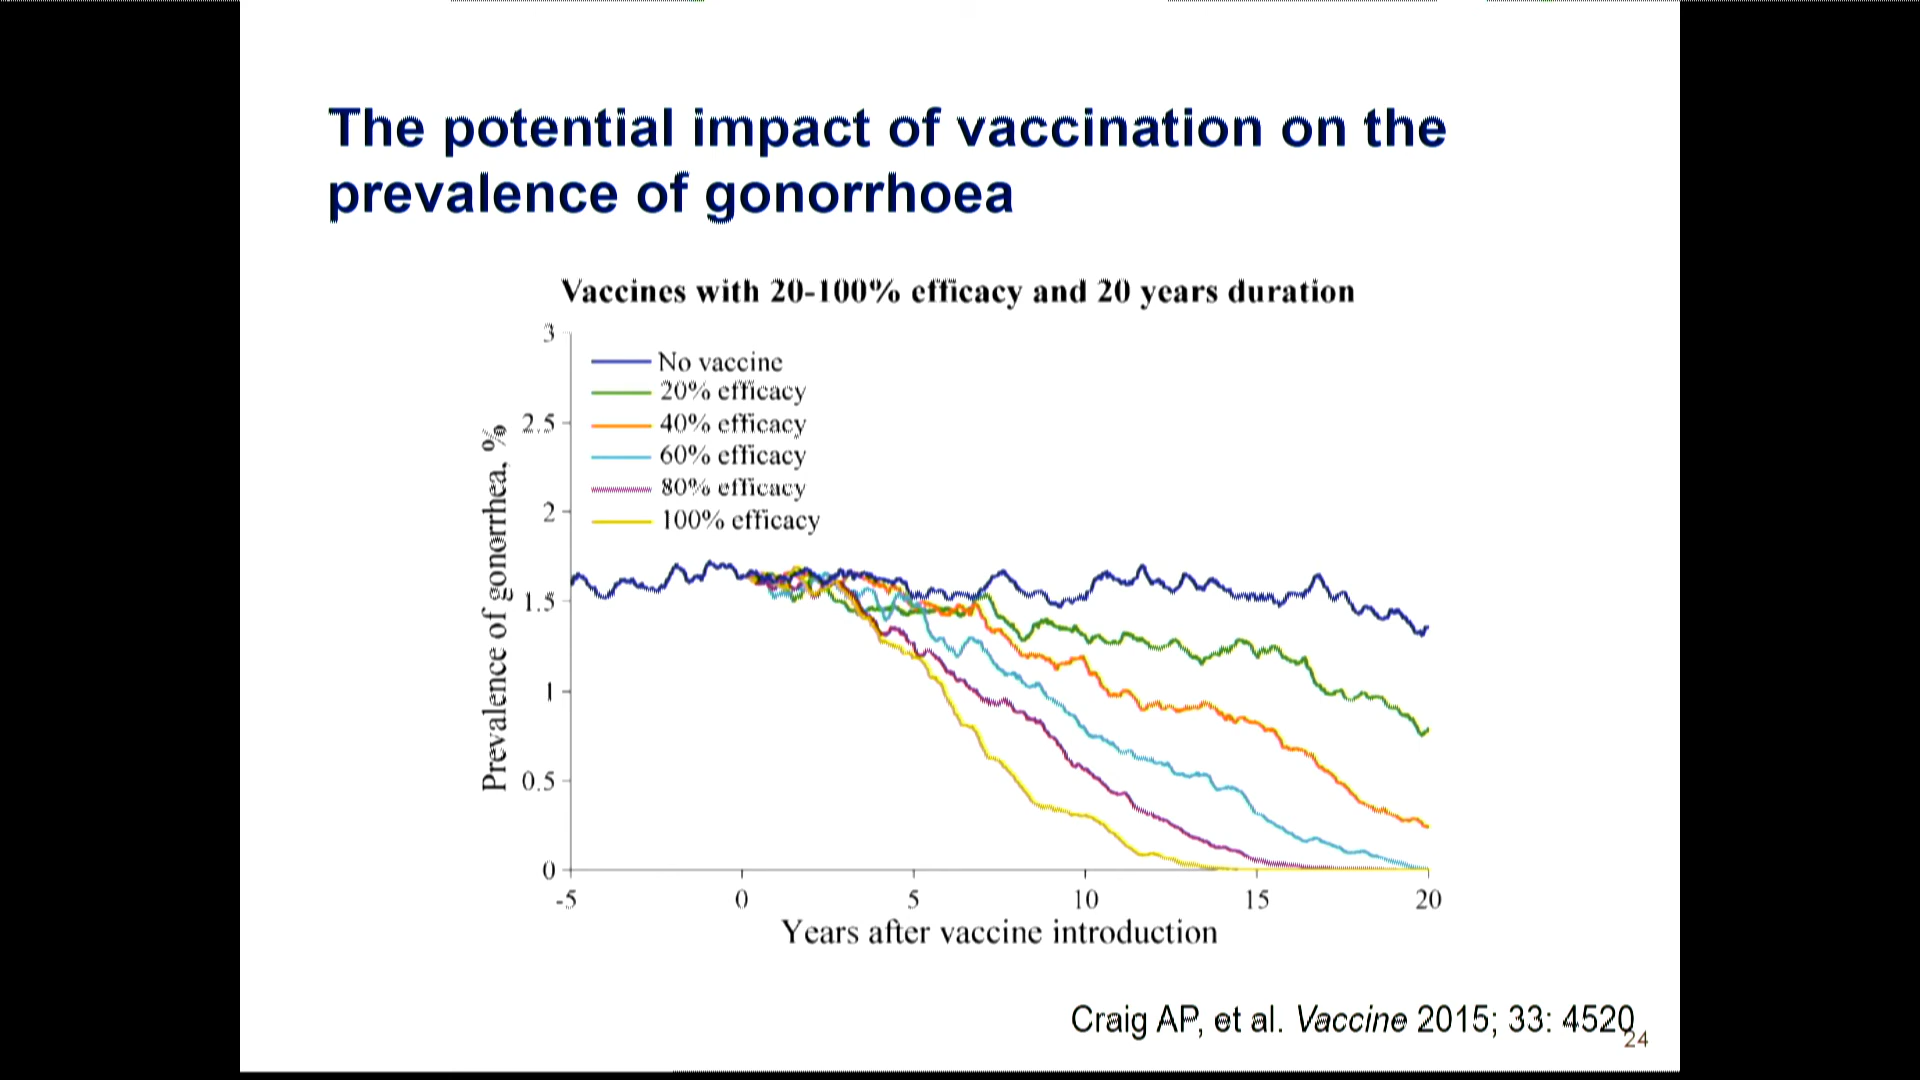 The potential impact of vaccination on the
prevalence of gonorrhoea
Vaccines with 20-100% efficacy and 20 years duration
3
2.5
2
1.5
1
0.5
0
Prevalence of gonorrhea, %
No vaccine
20% efficacy
40% efficacy
60% efficacy
80% efficacy
100% efficacy
-5 0 5 10 15 20
Years after vaccine introduction
Craig AP, et al. Vaccine 2015; 33: 4520
24